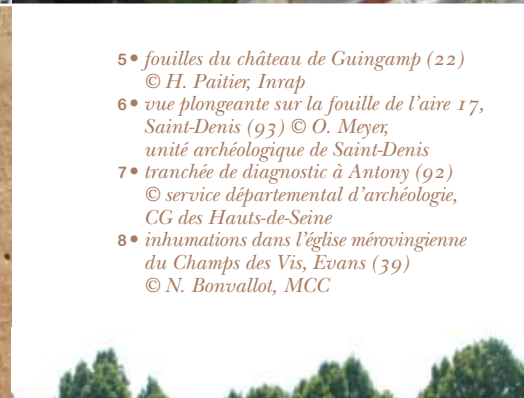 5• fouilles du château de Guingamp (22)
© H. Paitier, Inrap
6• vue plongeante sur la fouille de l’aire 17,
Saint-Denis (93) © O. Meyer,
unité archéologique de Saint-Denis
7• tranchée de diagnostic à Antony (92)
© service départemental d’archéologie,
CG des Hauts-de-Seine
8• inhumations dans l’église mérovingienne
du Champs des Vis, Evans (39)
© N. Bonvallot, MCC